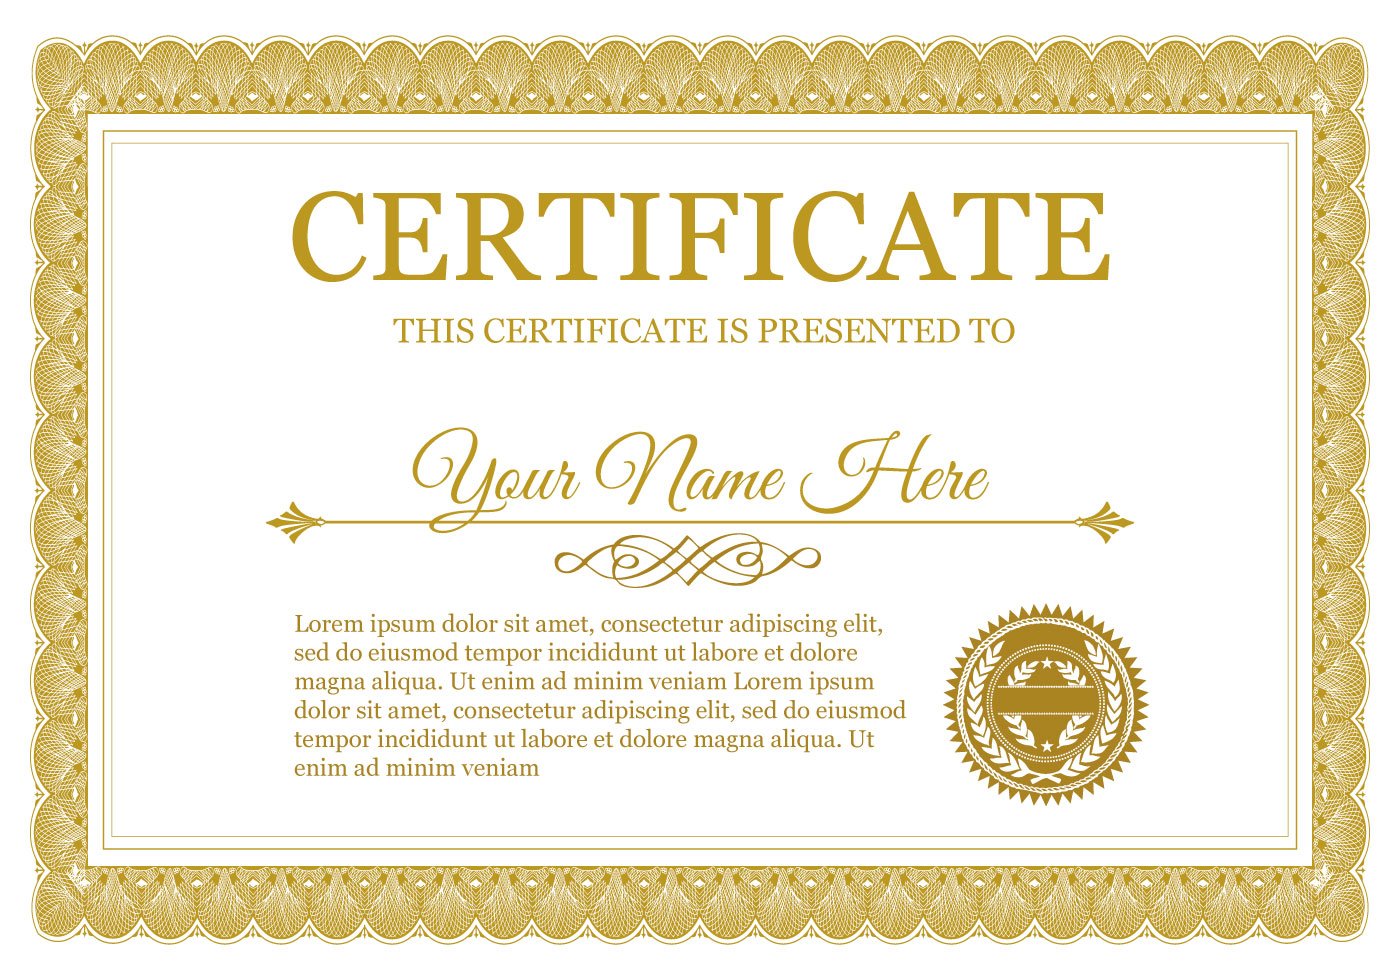 CERTIFICATE
THIS CERTIFICATE IS PRESENTED TO
Your Name Here
Lorem ipsum dolor sit amet, consectetur adipiscing elit,
sed do eiusmod tempor incididunt ut labore et dolore
magna aliqua. Ut enim ad minim veniam Lorem ipsum
dolor sit amet, consectetur adipiscing elit, sed do eiusmod
tempor incididunt ut labore et dolore magna aliqua. Ut
enim ad minim veniam